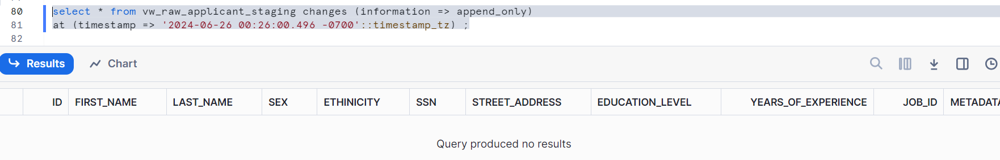 80 select * from vw_raw_applicant_staging changes (information => append_only)
81 at (timestamp => '2024-06-26 00:26:00.496 -0700'::timestamp_tz) ;
82
Results Chart
ID FIRST_NAME LAST_NAME SEX ETHINICITY SSN STREET_ADDRESS EDUCATION_LEVEL YEARS_OF_EXPERIENCE JOB_ID METADATA
Query produced no results